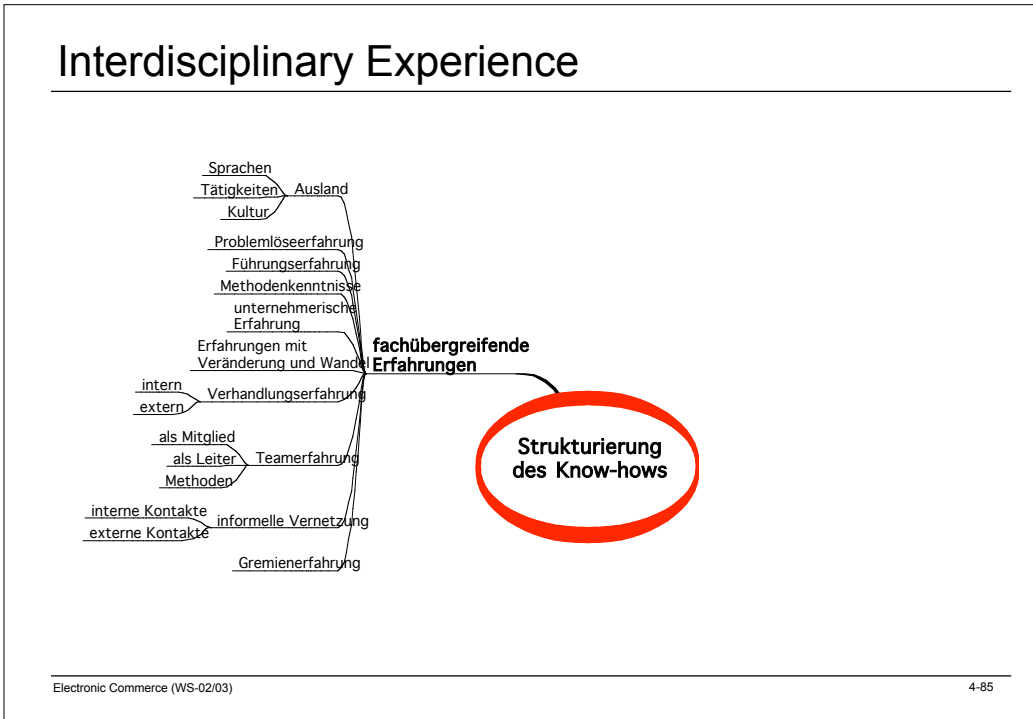 Interdisciplinary Experience
Sprachen
Tätigkeiten
Kultur
Ausland
Problemlöseerfahrung
Führungserfahrung
Methodenkenntnisse
unternehmerische
Erfahrung
Erfahrungen mit
Veränderung und Wandel
intern
extern
Verhandlungserfahrung
als Mitglied
als Leiter
Methoden
Teamerfahrung
interne Kontakte
externe Kontakte
informelle Vernetzung
Gremienerfahrung
fachübergreifende
Erfahrungen
Strukturierung
des Know-hows
Electronic Commerce (WS-02/03)
4-85